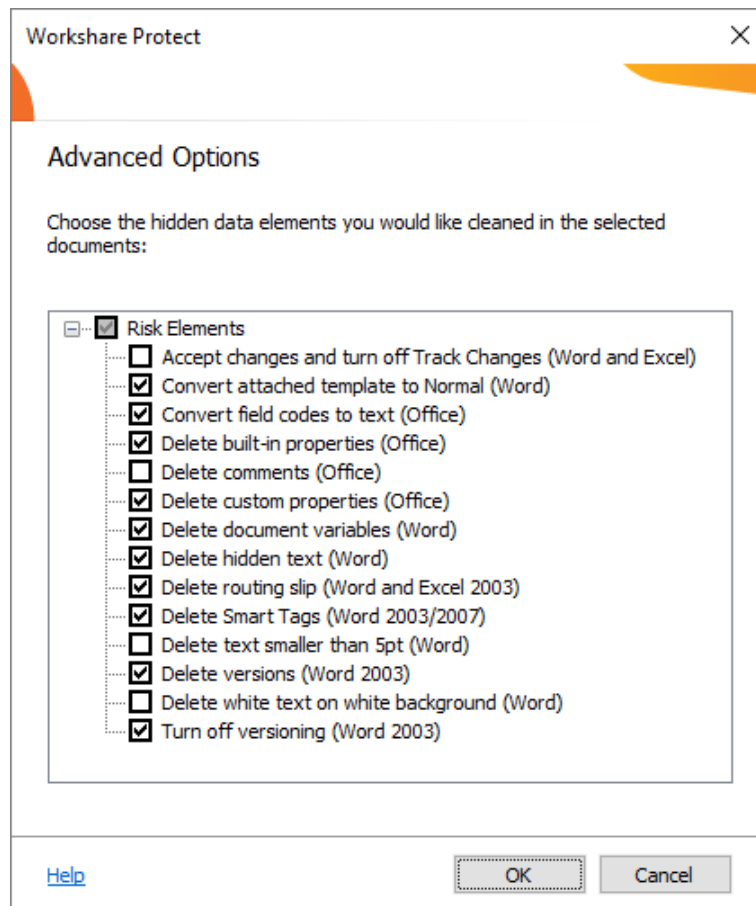 Workshare Protect
Advanced Options
Choose the hidden data elements you would like cleaned in the selected
documents:
Risk Elements
Accept changes and turn off Track Changes (Word and Excel)
Convert attached template to Normal (Word)
Convert field codes to text (Office)
Delete built-in properties (Office)
Delete comments (Office)
Delete custom properties (Office)
Delete document variables (Word)
Delete hidden text (Word)
Delete routing slip (Word and Excel 2003)
Delete Smart Tags (Word 2003/2007)
Delete text smaller than 5pt (Word)
Delete versions (Word 2003)
Delete white text on white background (Word)
Turn off versioning (Word 2003)
Help
OK
Cancel